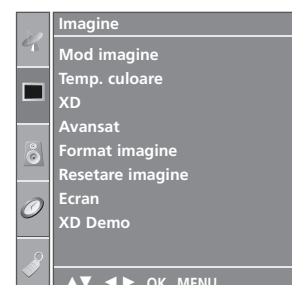 Imagine
Mod imagine
Temp. culoare
XD
Avansat
Format imagine
Resetare imagine
Ecran
XD Demo
▲▼ ◄ ► OK MENU